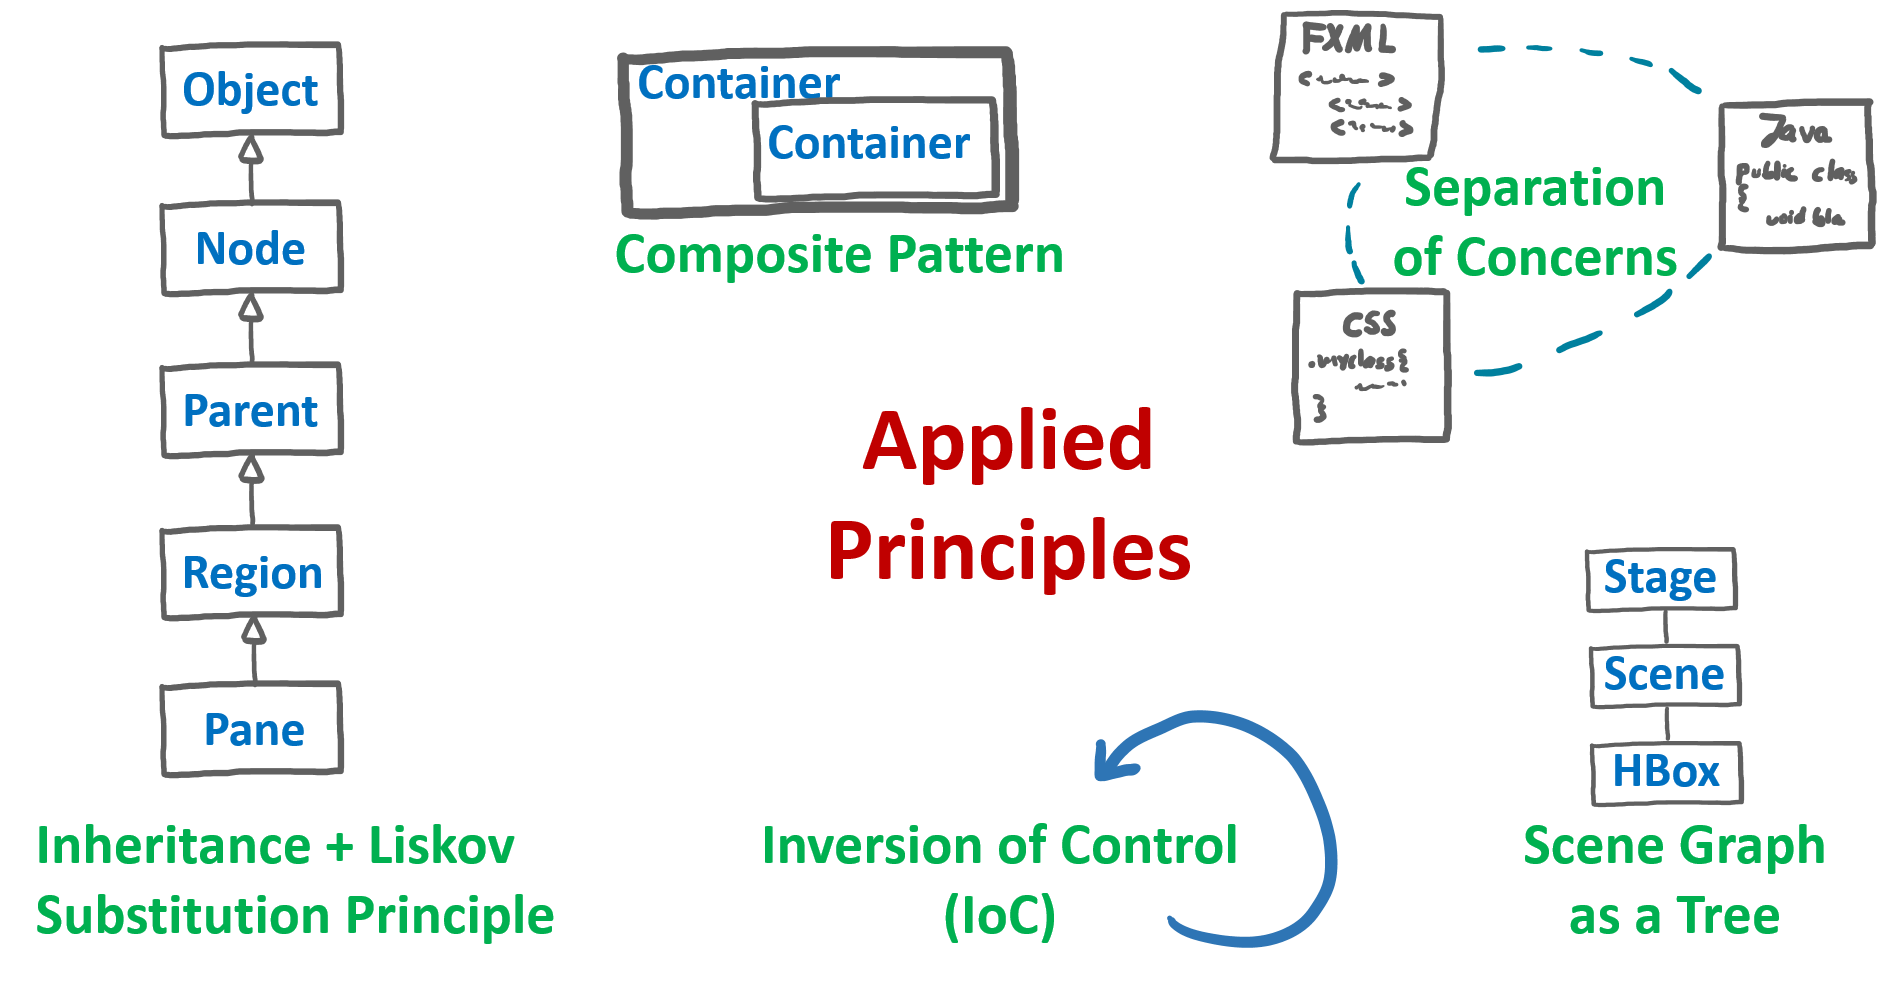 Object
Node
Parent
Region
Pane
Inheritance + Liskov
Substitution Principle
Container
Container
Composite Pattern
FXML
Java
public class
{
void bla
CSS
.myclass{
}
Separation
of Concerns
Applied
Principles
Inversion of Control
(IoC)
Stage
Scene
HBox
Scene Graph
as a Tree